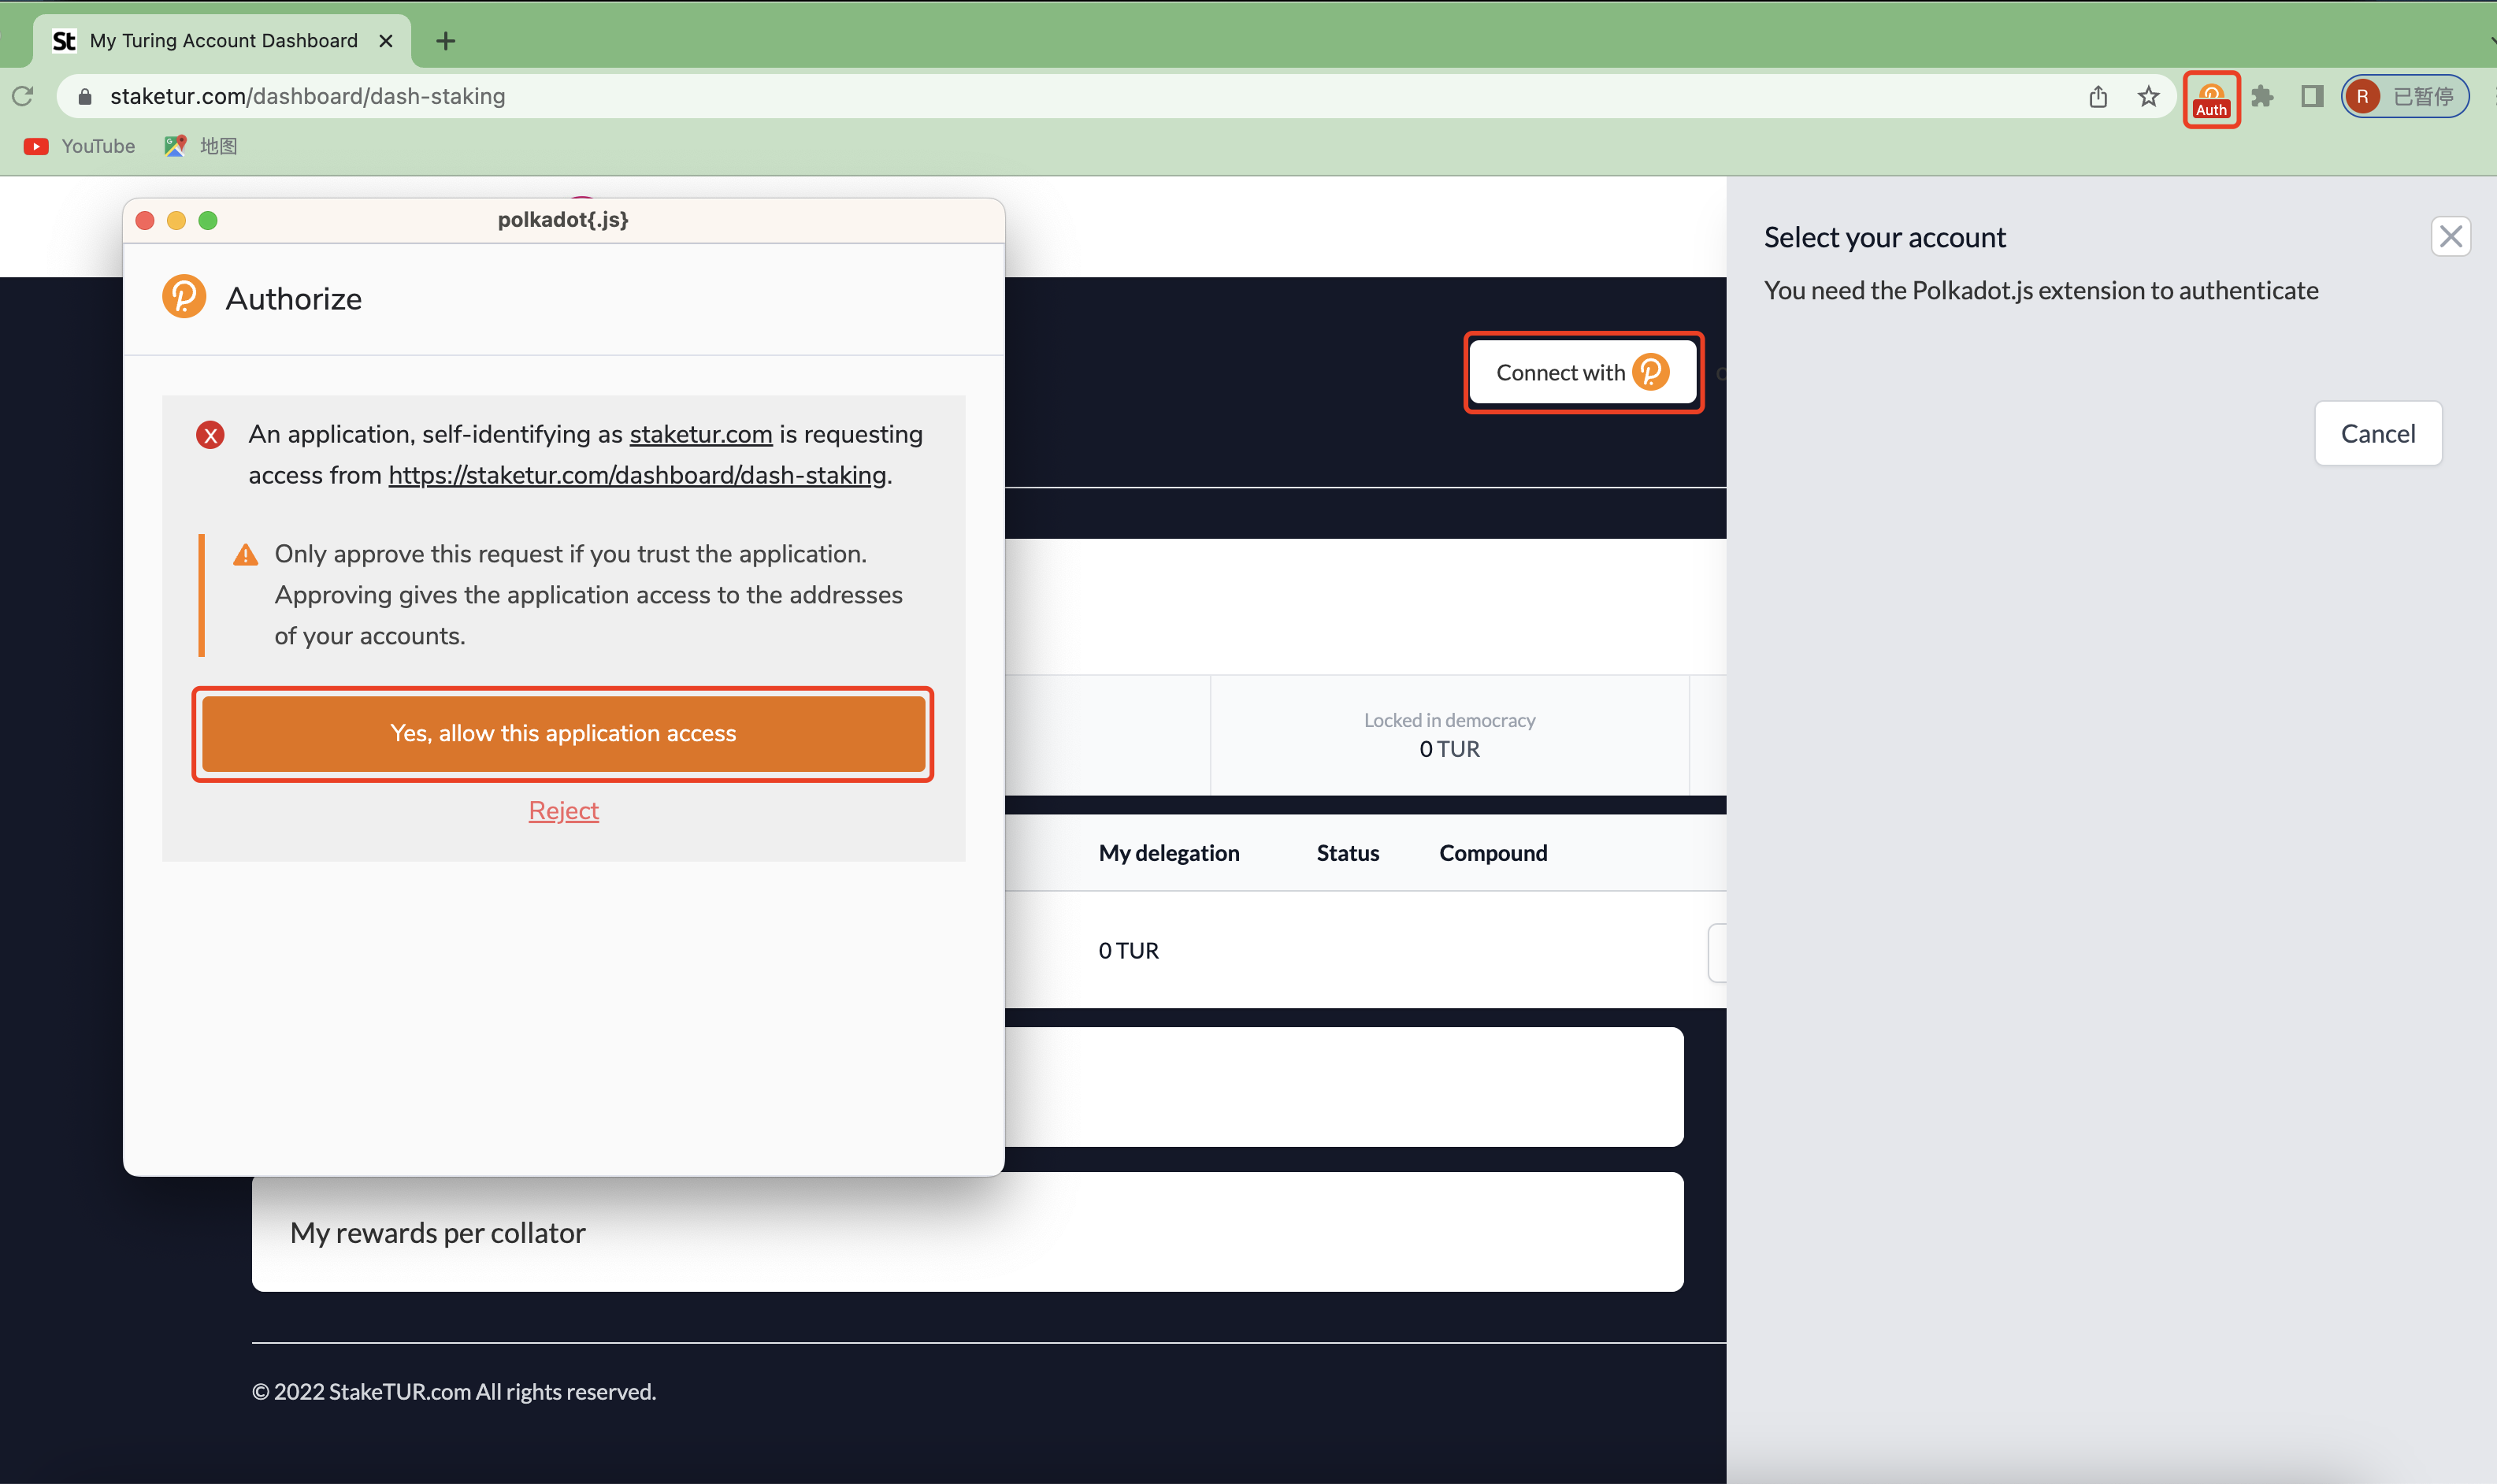 St My Turing Account Dashboard
staketur.com/dashboard/dash-staking
Auth
R 已暂停
YouTube 地图
polkadot{.js}
Authorize
An application, self-identifying as staketur.com is requesting
access from https://staketur.com/dashboard/dash-staking.
Only approve this request if you trust the application.
Approving gives the application access to the addresses
of your accounts.
Yes, allow this application access
Reject
Connect with
Select your account
You need the Polkadot.js extension to authenticate
Cancel
Locked in democracy
0 TUR
My delegation Status Compound
0 TUR
My rewards per collator
© 2022 StakeTUR.com All rights reserved.